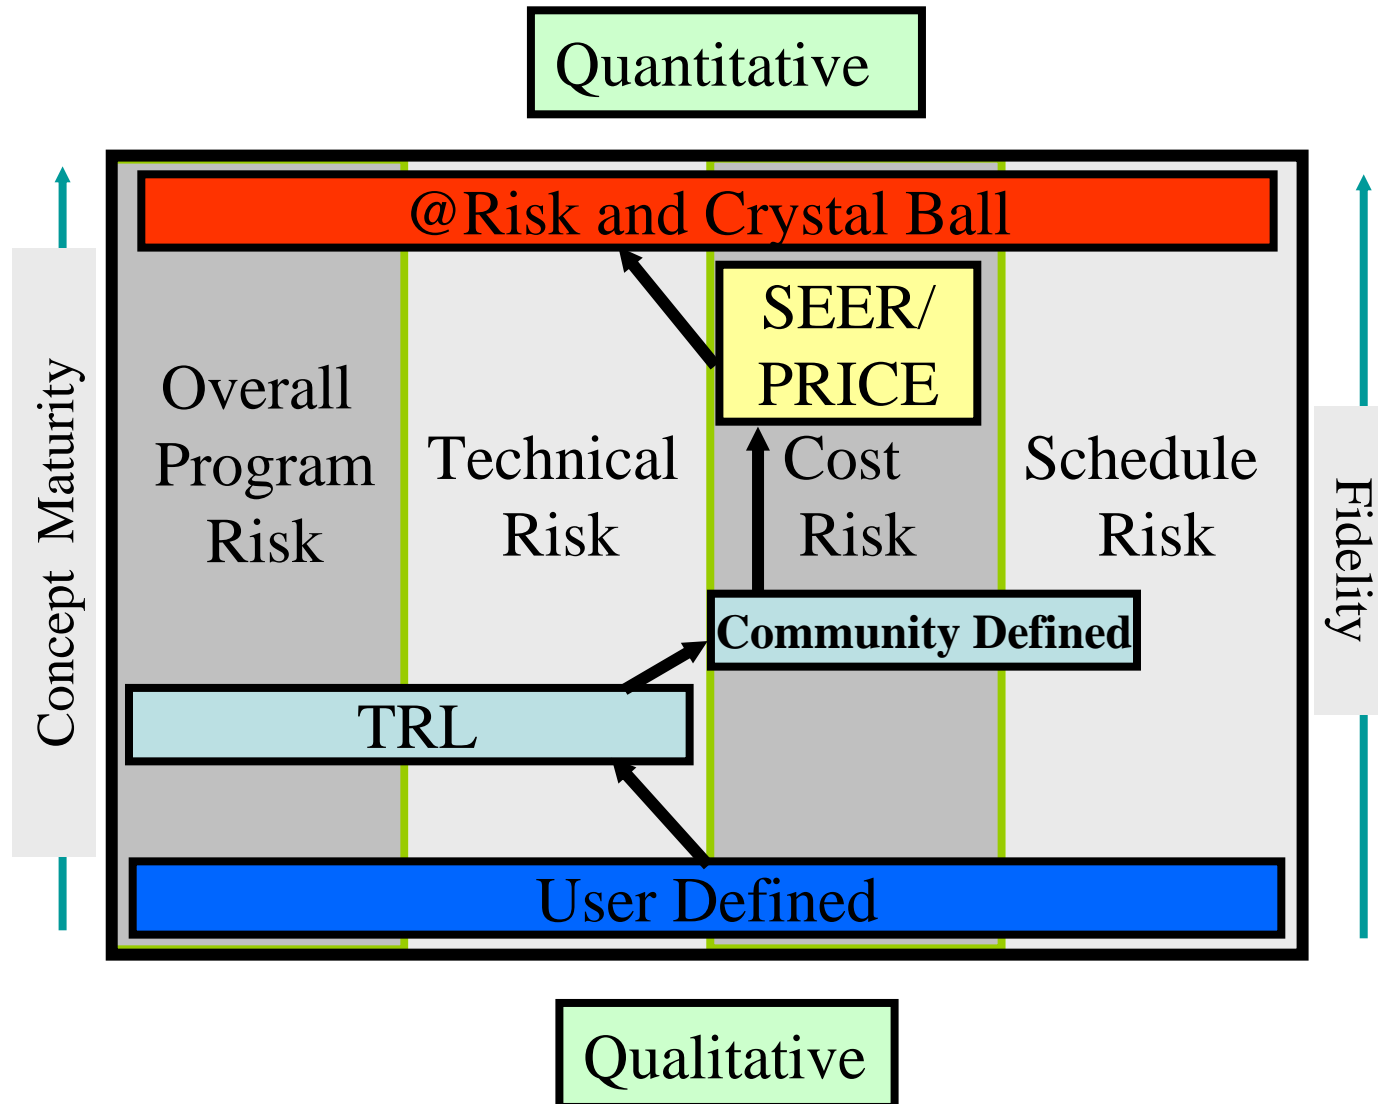 Quantitative
@Risk and Crystal Ball
SEER/
PRICE
Overall
Program
Risk
Technical
Risk
Cost
Risk
Schedule
Risk
Concept Maturity
Fidelity
Community Defined
TRL
User Defined
Qualitative